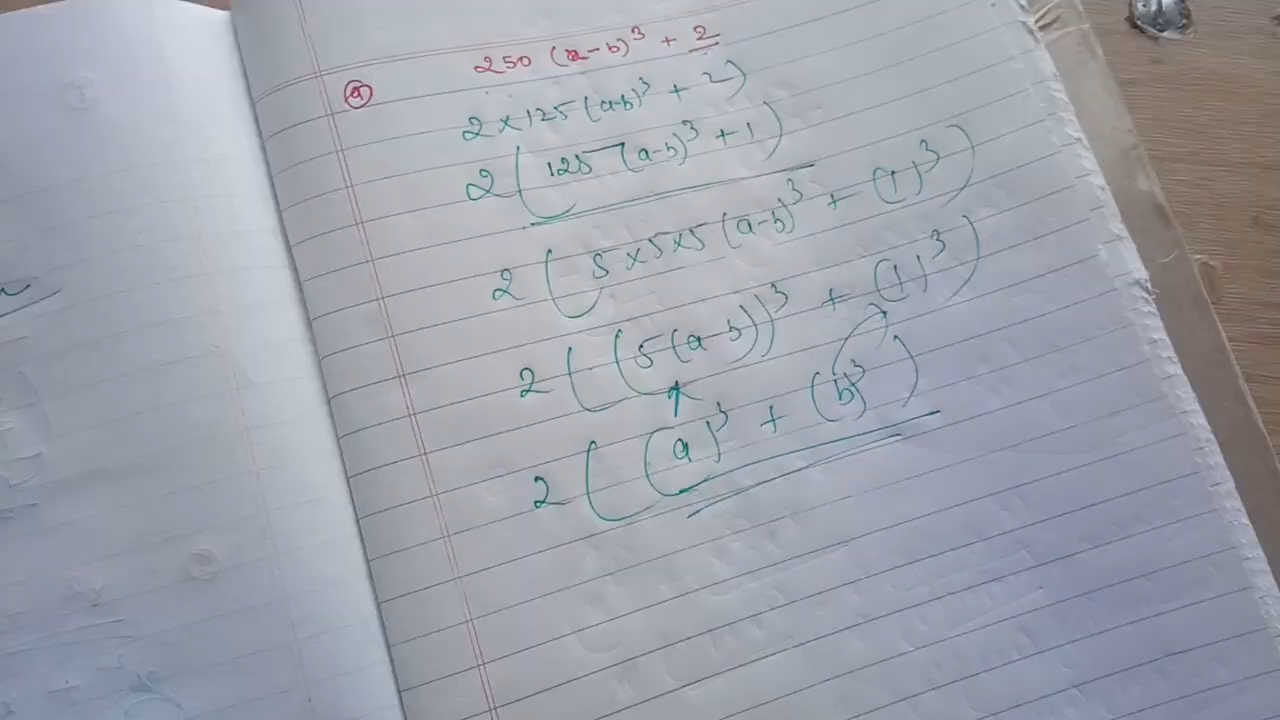 250 (a-b)³ + 2
9
2×125(a-b)³ + 2)
2(125 (a-b)³ + 1)
2(5×5×5 (a-b)³ + (1)³)
2((5(a-b))³ + (1)³)
2((a)³ + (b)³)